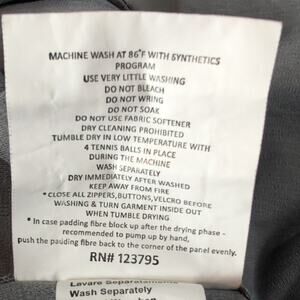 MACHINE WASH AT 86°F WITH SYNTHETICS
PROGRAM
USE VERY LITTLE WASHING
DO NOT BLEACH
DO NOT WRING
DO NOT SOAK
DO NOT USE FABRIC SOFTENER
DRY CLEANING PROHIBITED
TUMBLE DRY IN LOW TEMPERATURE WITH
4 TENNIS BALLS IN PLACE
DURING THE MACHINE
WASH SEPARATELY
DRY IMMEDIATELY AFTER WASHED
KEEP AWAY FROM FIRE
* CLOSE ALL ZIPPERS,BUTTONS,VELCRO BEFORE
WASHING & TURN GARMENT INSIDE OUT
WHEN TUMBLE DRYING
* In case padding fibre block up after the drying phase -
recommended to pump up by hand,
push the pauding fibre back to the corner of the panel evenly.
RN# 123795
Lavare Separatamente
Wash Separately